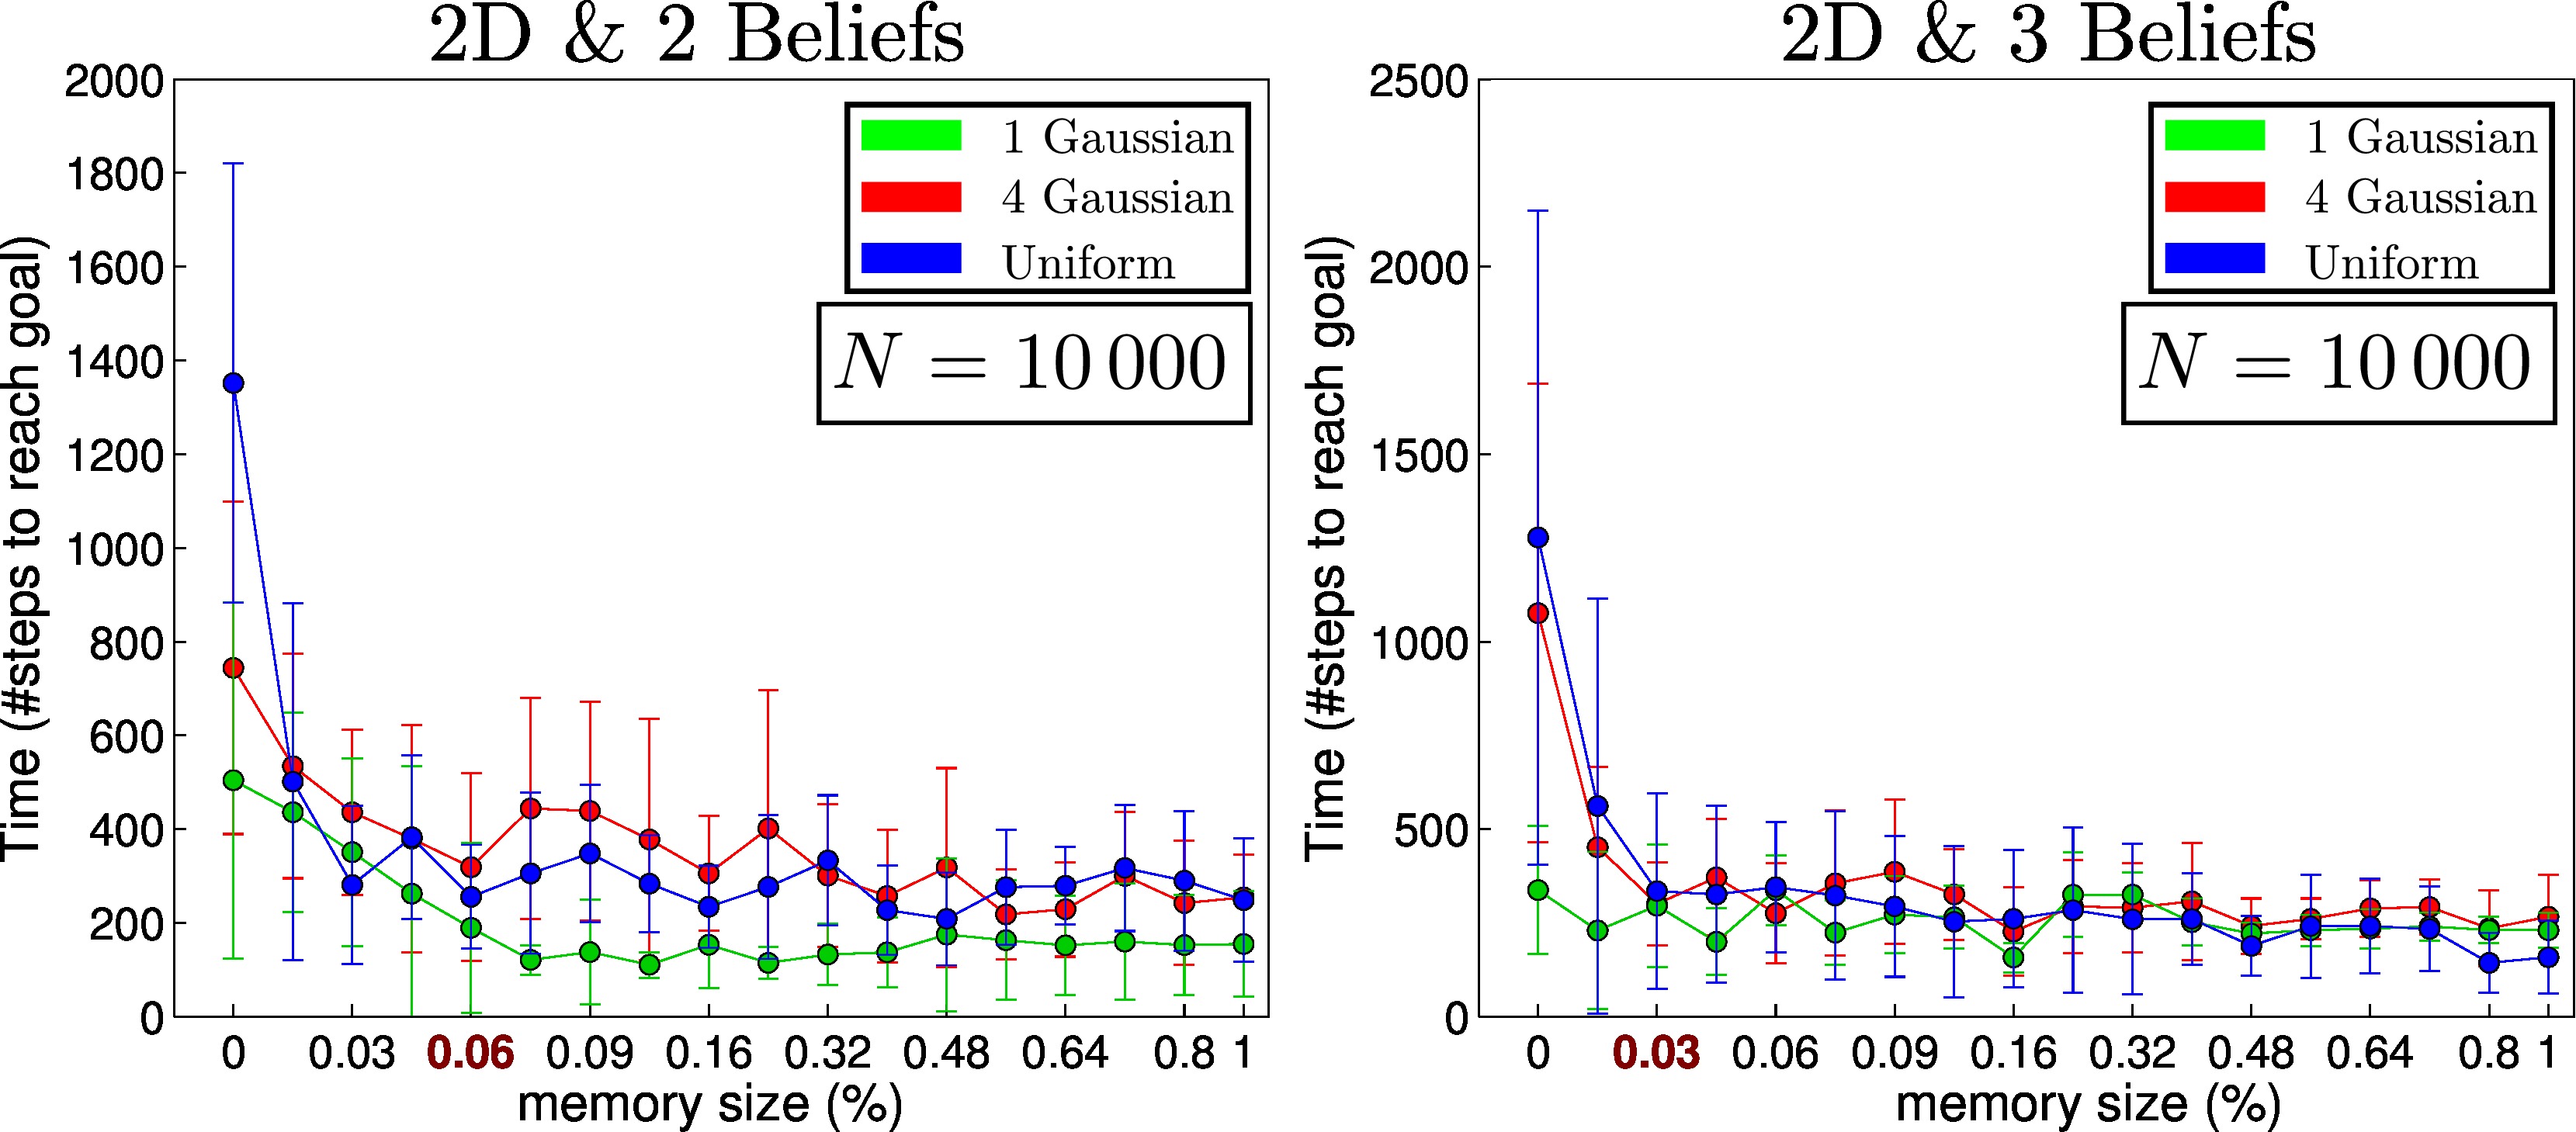 2D & 2 Beliefs
2000
1800
1600
1400
1200
1000
800
600
400
200
0
Time (#steps to reach goal)
1 Gaussian
4 Gaussian
Uniform
N = 10 000
0 0.03 0.06 0.09 0.16 0.32 0.48 0.64 0.8 1
memory size (%)
2D & 3 Beliefs
2500
2000
1500
1000
500
0
Time (#steps to reach goal)
1 Gaussian
4 Gaussian
Uniform
N = 10 000
0 0.03 0.06 0.09 0.16 0.32 0.48 0.64 0.8 1
memory size (%)